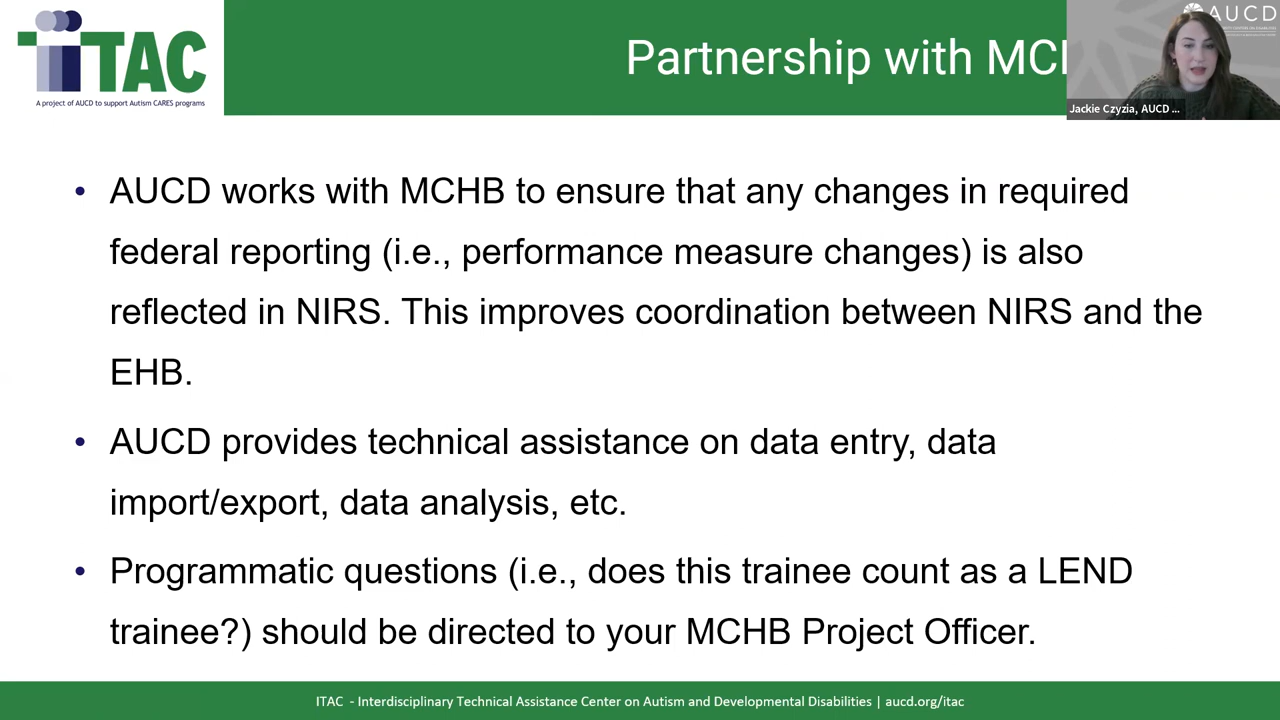 iTAC
A project of AUCD to support Autism CARES programs
Partnership with MC
AUCD
Jackie Czyzia, AUCD ...
• AUCD works with MCHB to ensure that any changes in required
federal reporting (i.e., performance measure changes) is also
reflected in NIRS. This improves coordination between NIRS and the
EHB.
• AUCD provides technical assistance on data entry, data
import/export, data analysis, etc.
• Programmatic questions (i.e., does this trainee count as a LEND
trainee?) should be directed to your MCHB Project Officer.
ITAC - Interdisciplinary Technical Assistance Center on Autism and Developmental Disabilities | aucd.org/itac